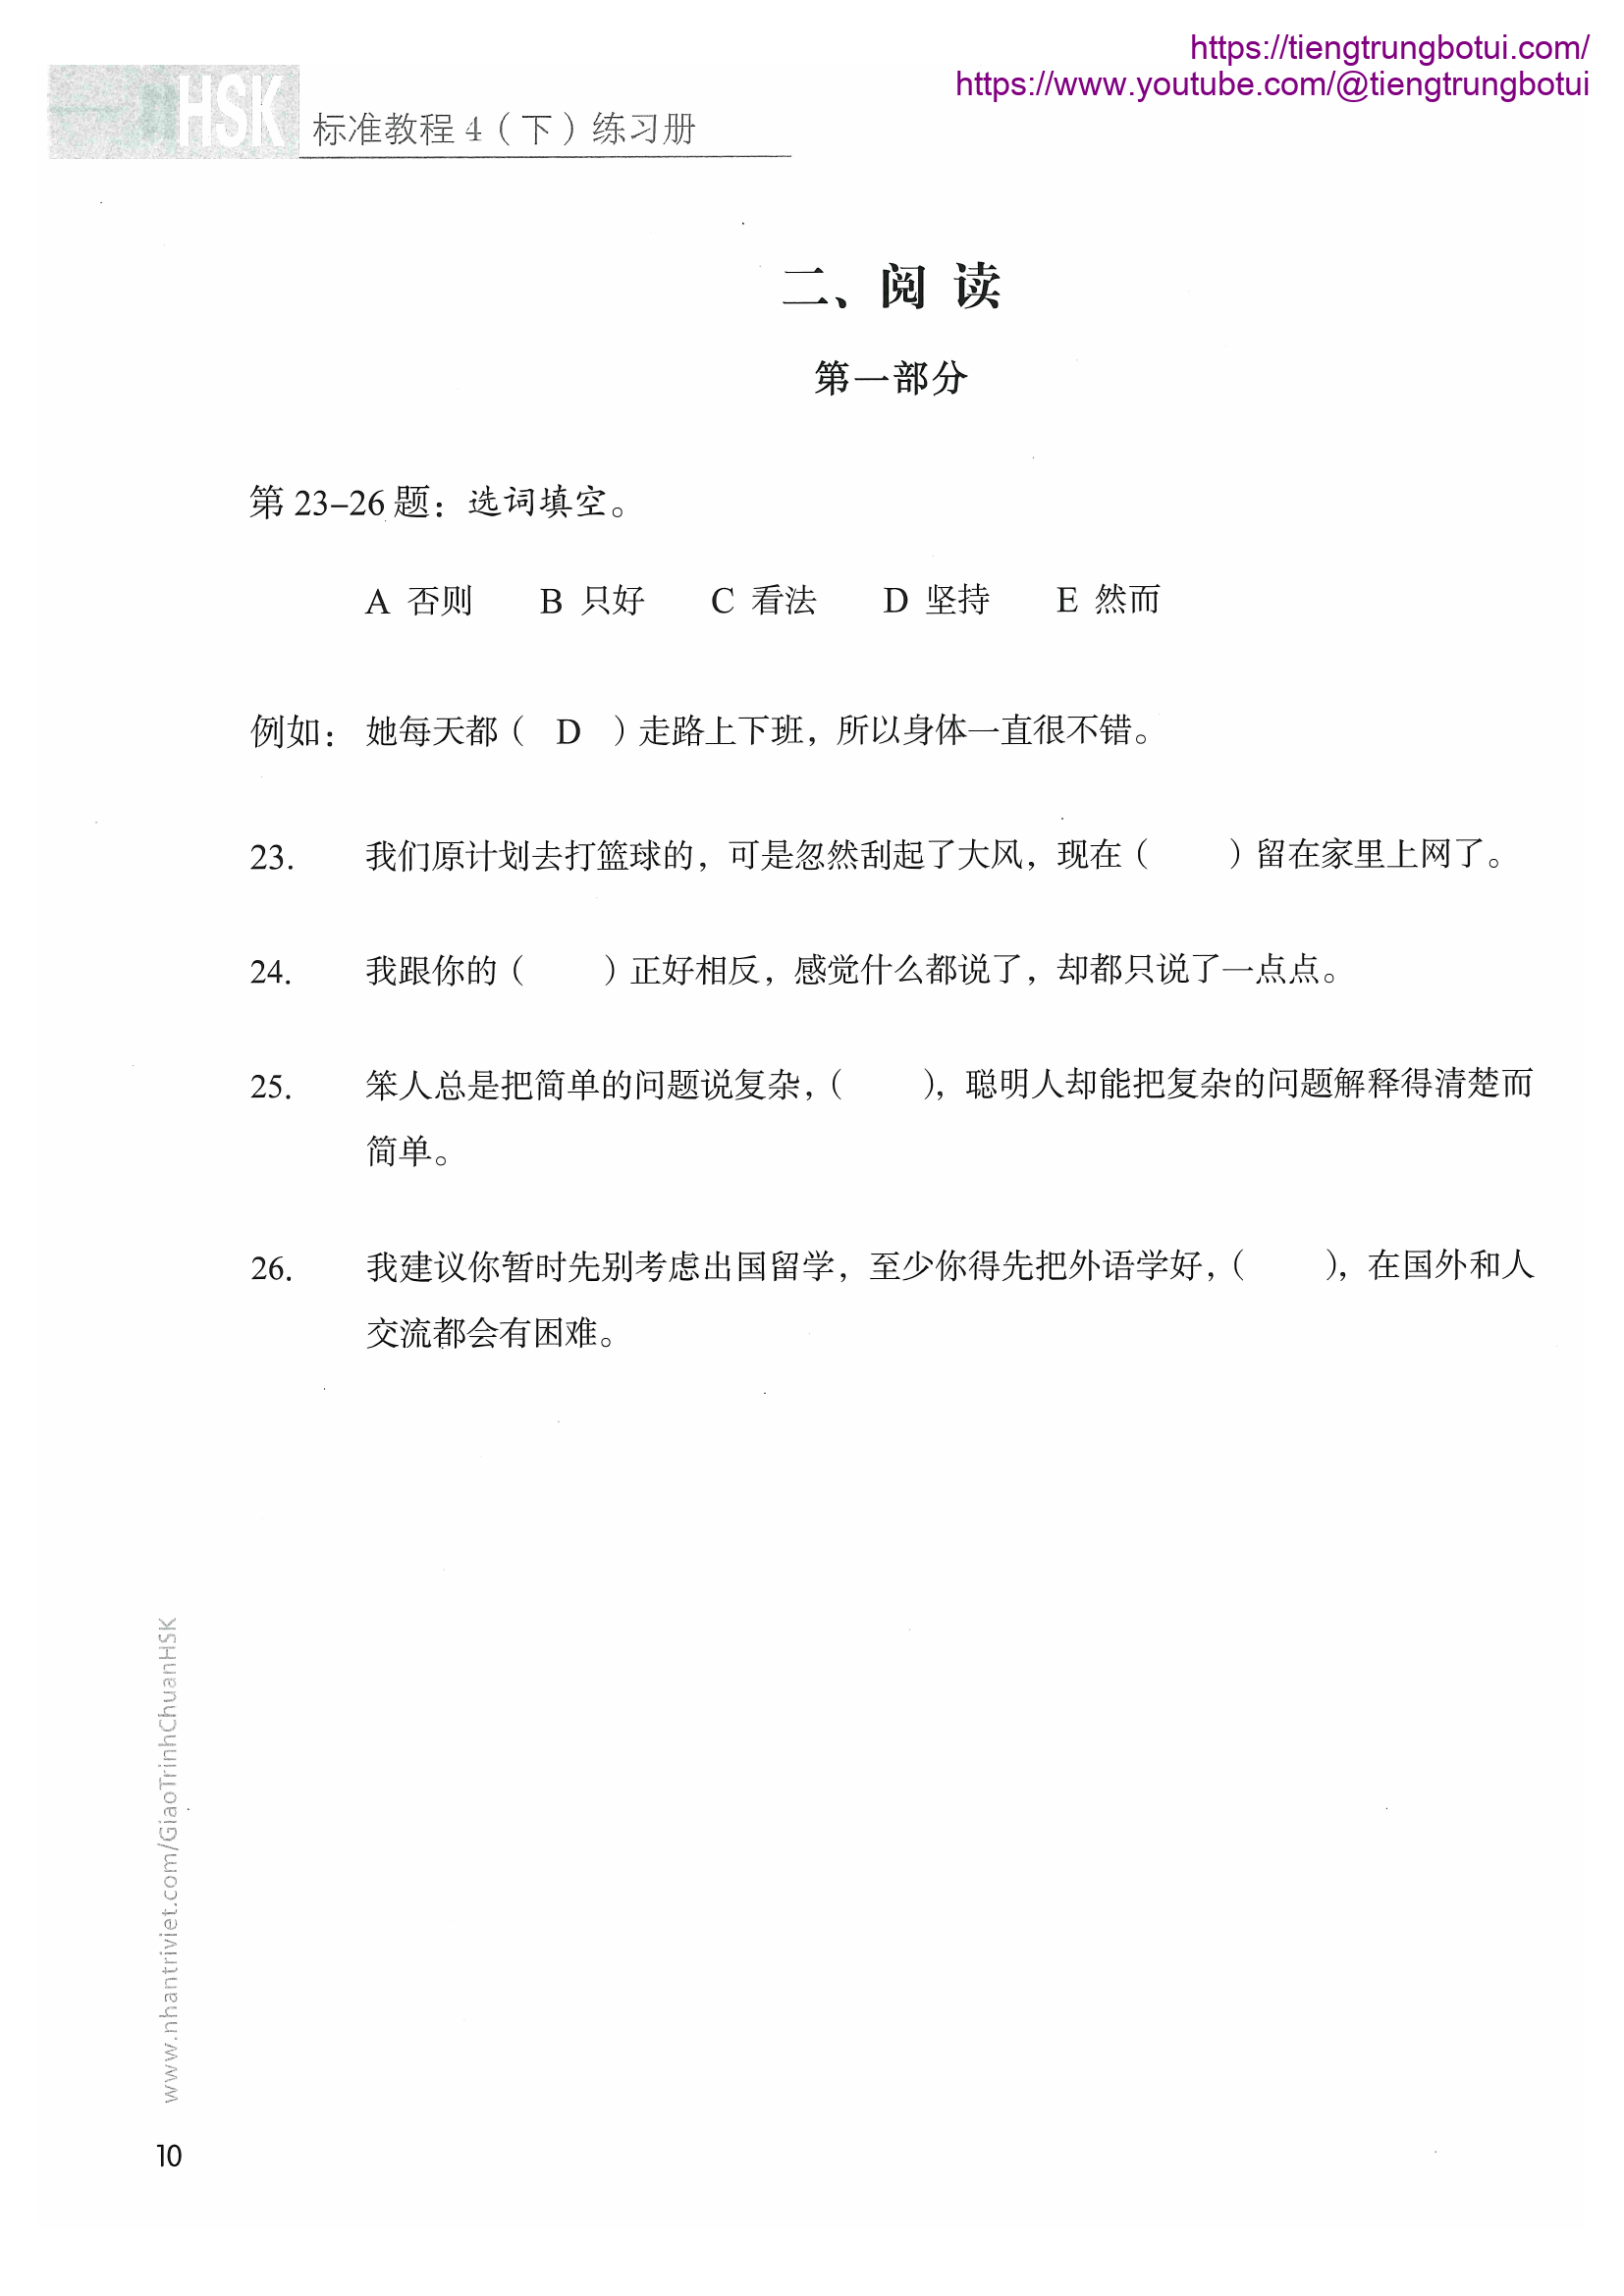 https://tiengtrungbotui.com/
https://www.youtube.com/@tiengtrungbotui
HSK 标准教程 4（下）练习册
二、阅 读
第一部分
第 23–26 题：选词填空。
A 否则 B 只好 C 看法 D 坚持 E 然而
例如： 她每天都（ D ）走路上下班，所以身体一直很不错。
23. 我们原计划去打篮球的，可是忽然刮起了大风，现在（ ）留在家里上网了。
24. 我跟你的（ ）正好相反，感觉什么都说了，却都只说了一点点。
25. 笨人总是把简单的问题说复杂，（ ），聪明人却能把复杂的问题解释得清楚而
简单。
26. 我建议你暂时先别考虑出国留学，至少你得先把外语学好，（ ），在国外和人
交流都会有困难。
www.nhantriviet.com/GiaoTrinhChuanHSK
10